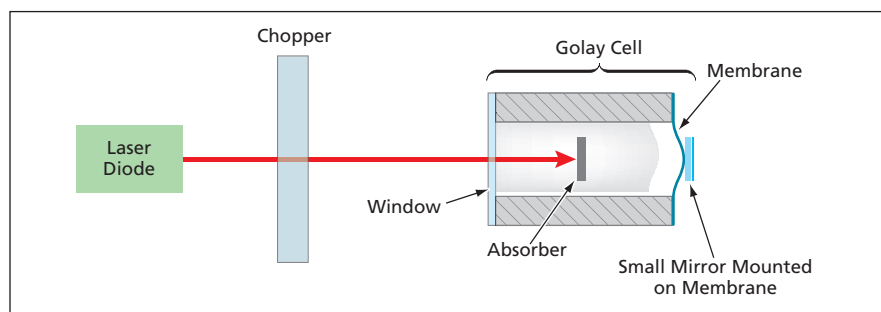 Chopper
Golay Cell
Membrane
Laser
Diode
Window
Absorber
Small Mirror Mounted
on Membrane